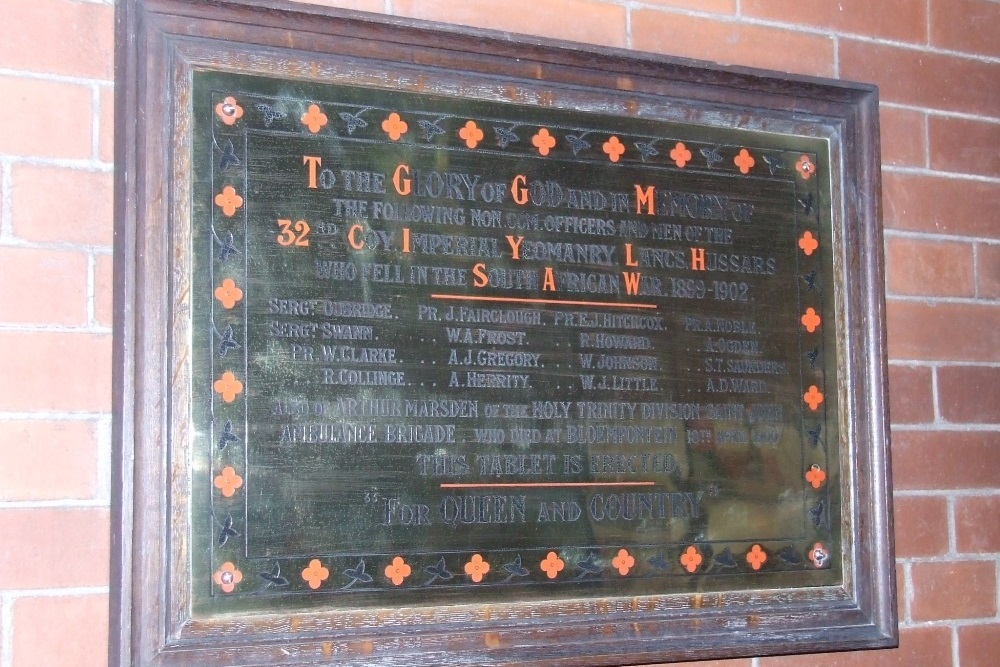 TO THE GLORY OF GOD AND IN MEMORY OF
THE FOLLOWING NON.COM.OFFICERS AND MEN OF THE
32RD COY. IMPERIAL YEOMANRY. LANCS. HUSSARS
WHO FELL IN THE SOUTH AFRICAN WAR. 1899-1902.
SERGT. OUBRIDGE. PR. J. FAIRCLOUGH. PR. E.J. HITCHCOX. PR. A. NOBLE.
SERGT. SWANN. .. W.A. FROST. .. R. HOWARD. .. A. OGDEN.
PR. W. CLARKE. .. A.J. GREGORY. .. W. JOHNSON. .. S.T. SAUNDERS
R. COLLINGE. .. A. HERRITY. .. W.J. LITTLE. .. A.D. WARD.
ALSO OF ARTHUR MARSDEN OF THE HOLY TRINITY DIVISION JOHN
AMBULANCE BRIGADE. WHO DIED AT BLOEMFONTEIN 18TH
THIS TABLET IS ERECTED.
"FOR QUEEN AND COUNTRY"